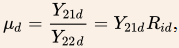 μ_d = Y_{21d} / Y_{22d} = Y_{21d} R_{id},